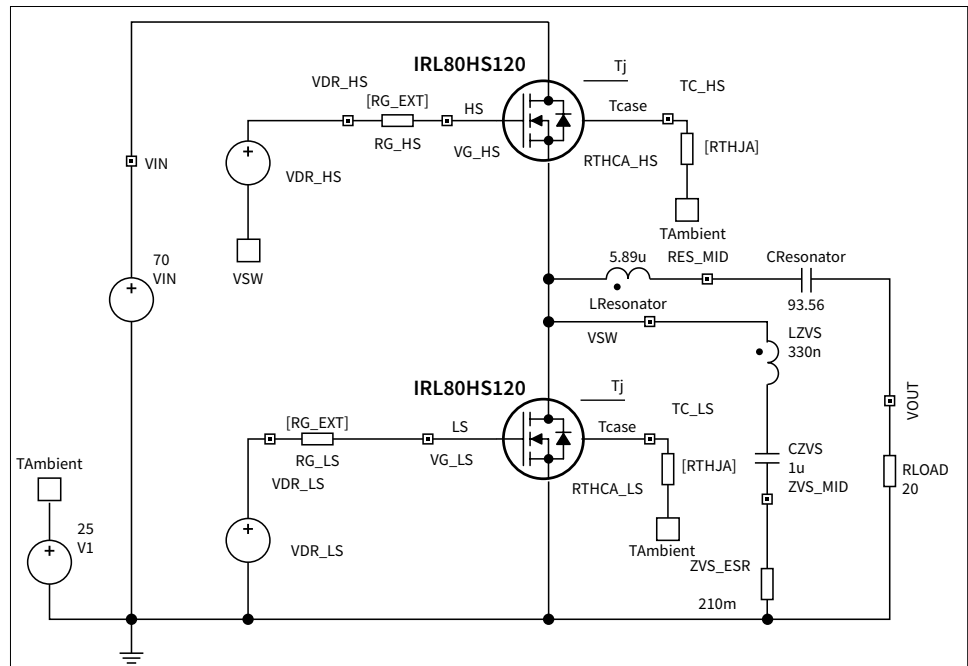 IRL80HS120
Tj
VDR_HS
TC_HS
[RG_EXT]
HS
Tcase
RG_HS
VG_HS
RTHCA_HS
[RTHJA]
VIN
VDR_HS
TAmbient
VSW
5.89u
RES_MID
CResonator
70
VIN
LResonator
93.56
VSW
LZVS
330n
IRL80HS120
Tj
TC_LS
VOUT
[RG_EXT]
LS
Tcase
RG_LS
VG_LS
[RTHJA]
CZVS
1u
ZVS_MID
RLOAD
20
TAmbient
VDR_LS
RTHCA_LS
25
V1
VDR_LS
TAmbient
ZVS_ESR
210m